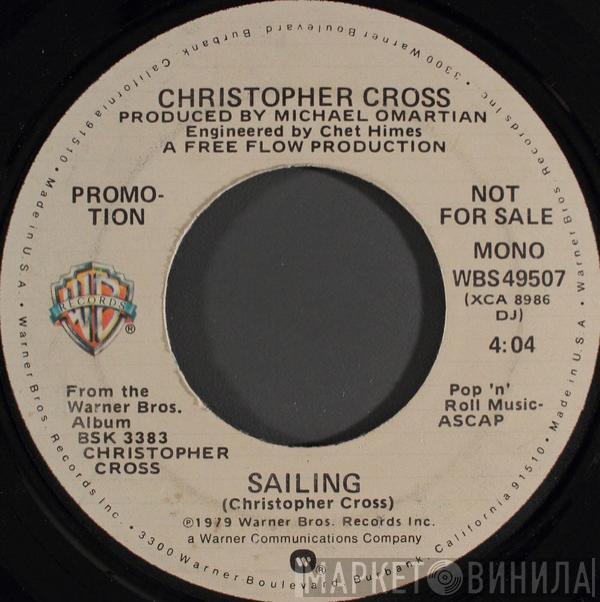 3300 Warner Boulevard, Burbank, California 91510 • Made in U.S.A. • Warner Bros. Records Inc. • 3300 Warner Boulevard, Burbank, California 91510 • Made in U.S.A. • Warner Bros. Records Inc. •
CHRISTOPHER CROSS
PRODUCED BY MICHAEL OMARTIAN
Engineered by Chet Himes
A FREE FLOW PRODUCTION
PROMO-
TION
NOT
FOR SALE
MONO
WBS49507
(XCA 8986
DJ)
4:04
WB
RECORDS
®
From the
Warner Bros.
Album
BSK 3383
CHRISTOPHER
CROSS
Pop 'n'
Roll Music-
ASCAP
SAILING
(Christopher Cross)
℗©1979 Warner Bros. Records Inc.
a Warner Communications Company
®
МАРКЕТ ВИНИЛА